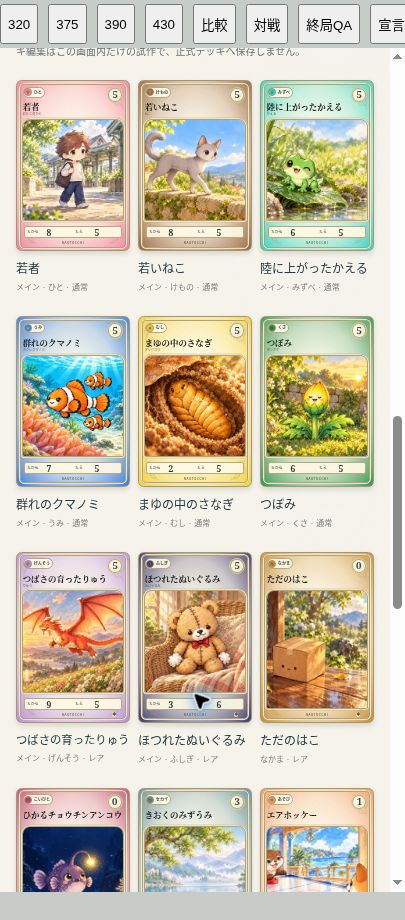 320 375 390 430 比較 対戦 終局QA 宣言
キ編集はこの画面内だけの試作で、正式デッキへ保存しません。
ひと 5 けもの 5 みずべ 5
若者 若いねこ 陸に上がったかえる
8 5 8 5 6 5
若者 若いねこ 陸に上がったかえる
メイン・ひと・通常 メイン・けもの・通常 メイン・みずべ・通常
うみ 5 むし 5 くさ 5
群れのクマノミ まゆの中のさなぎ つぼみ
7 5 2 5 6 5
群れのクマノミ まゆの中のさなぎ つぼみ
メイン・うみ・通常 メイン・むし・通常 メイン・くさ・通常
げんそう 5 ふしぎ 5 なかま 0
つばさの育ったりゅう ほつれたぬいぐるみ ただのはこ
9 5 3 6
つばさの育ったりゅう ほつれたぬいぐるみ ただのはこ
メイン・げんそう・レア メイン・ふしぎ・レア なかま・レア
こいびと 0 せかい 3 あそび 1
ひかるチョウチンアンコウ きおくのみずうみ エアホッケー